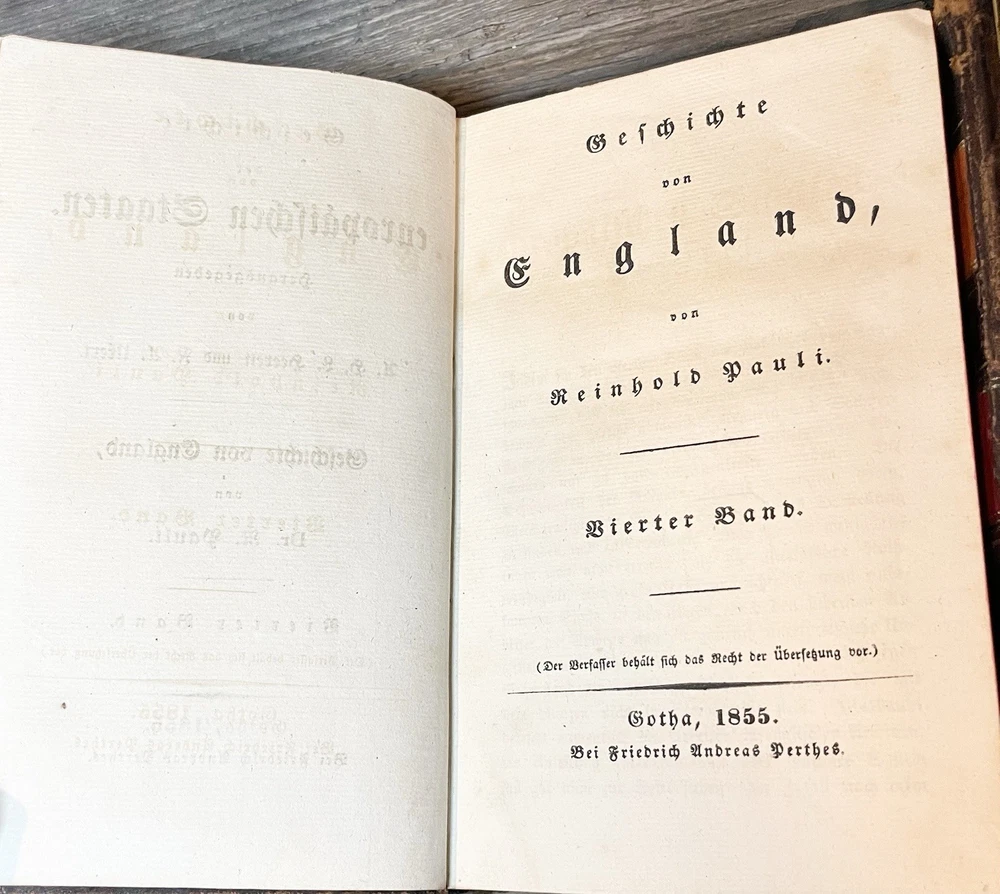 Geschichte
von
England,
von
Reinhold Pauli.
Vierter Band.
(Der Verfasser behält sich das Recht der Übersetzung vor.)
Gotha, 1855.
Bei Friedrich Andreas Perthes.